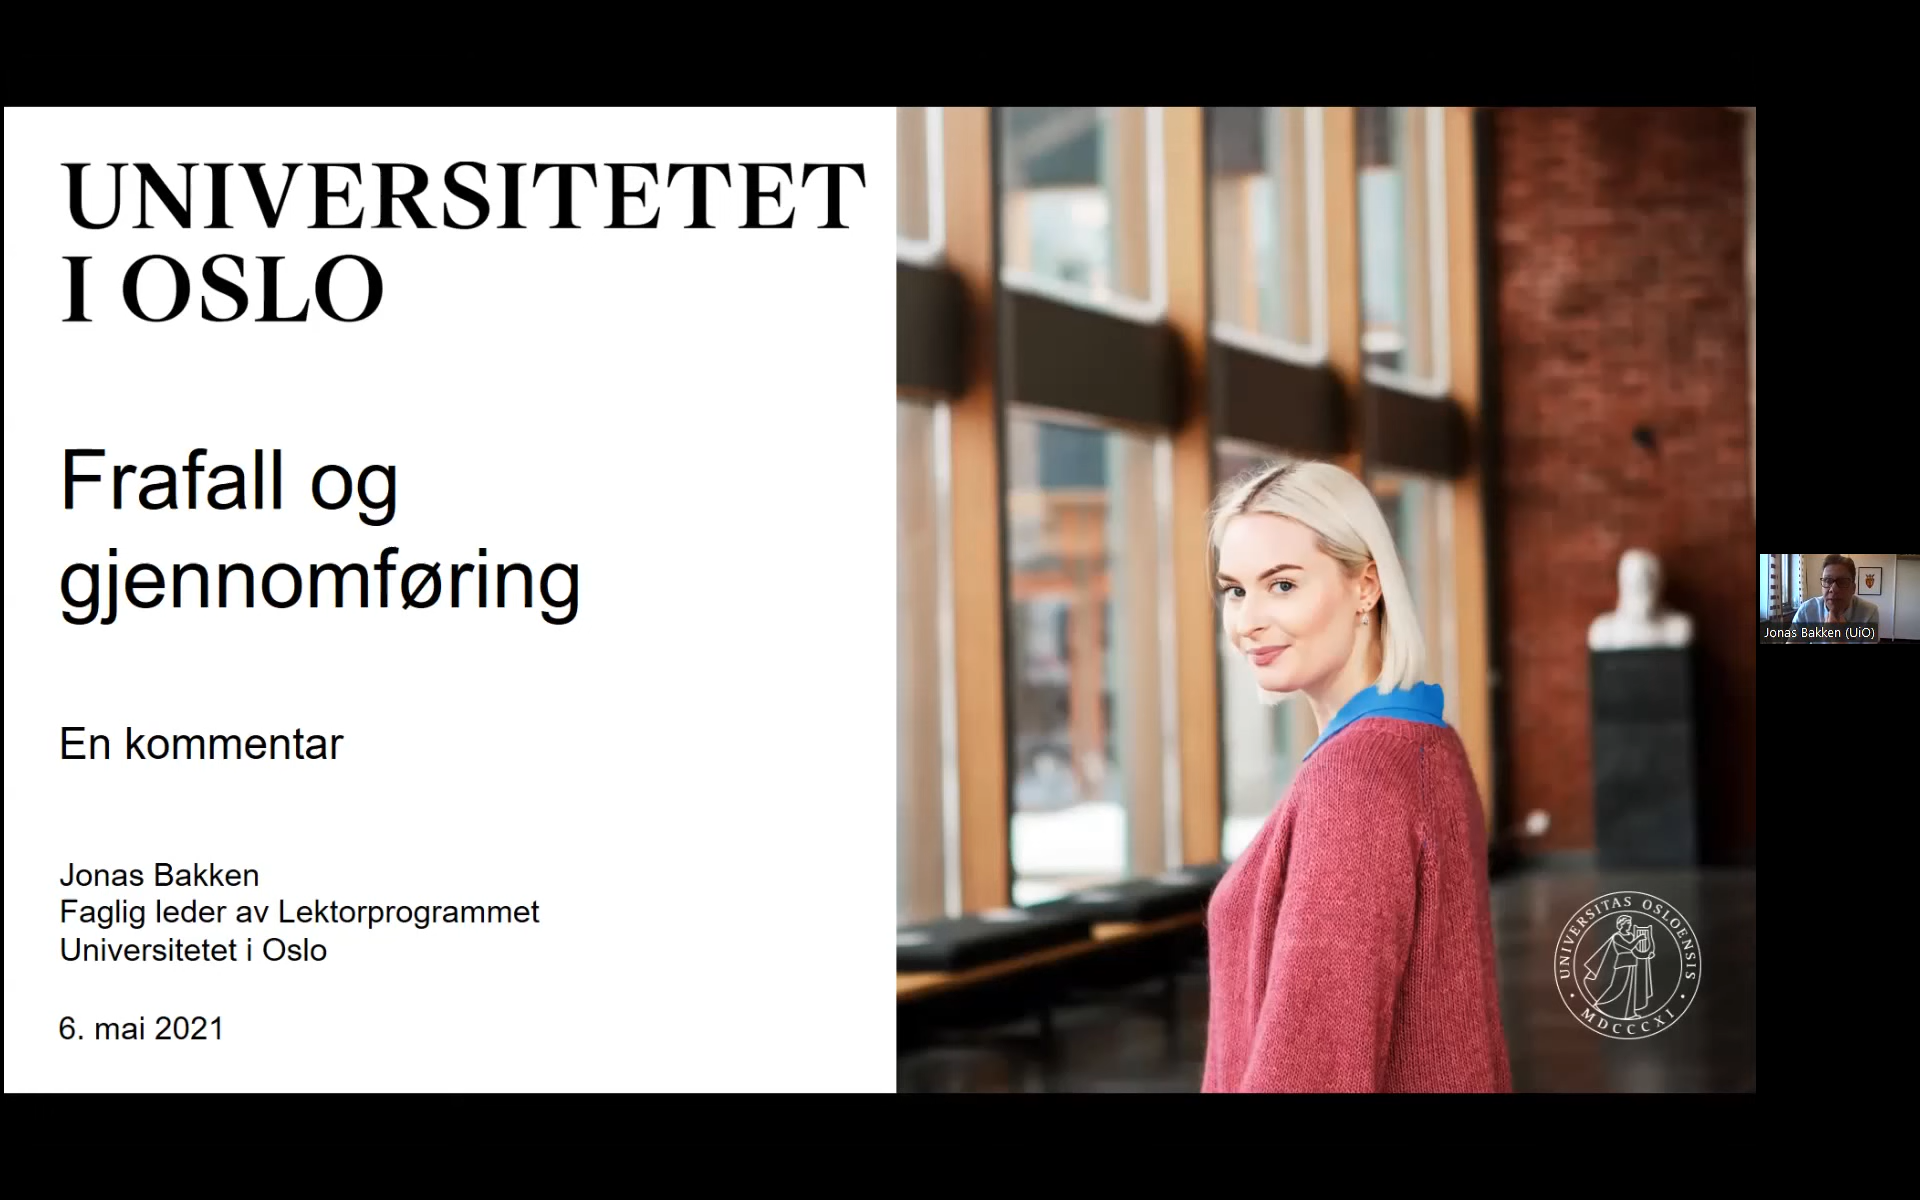 UNIVERSITETET
I OSLO
Frafall og
gjennomføring
En kommentar
Jonas Bakken
Faglig leder av Lektorprogrammet
Universitetet i Oslo
6. mai 2021
UNIVERSITAS OSLOENSIS
MDCCCXI
Jonas Bakken (UiO)